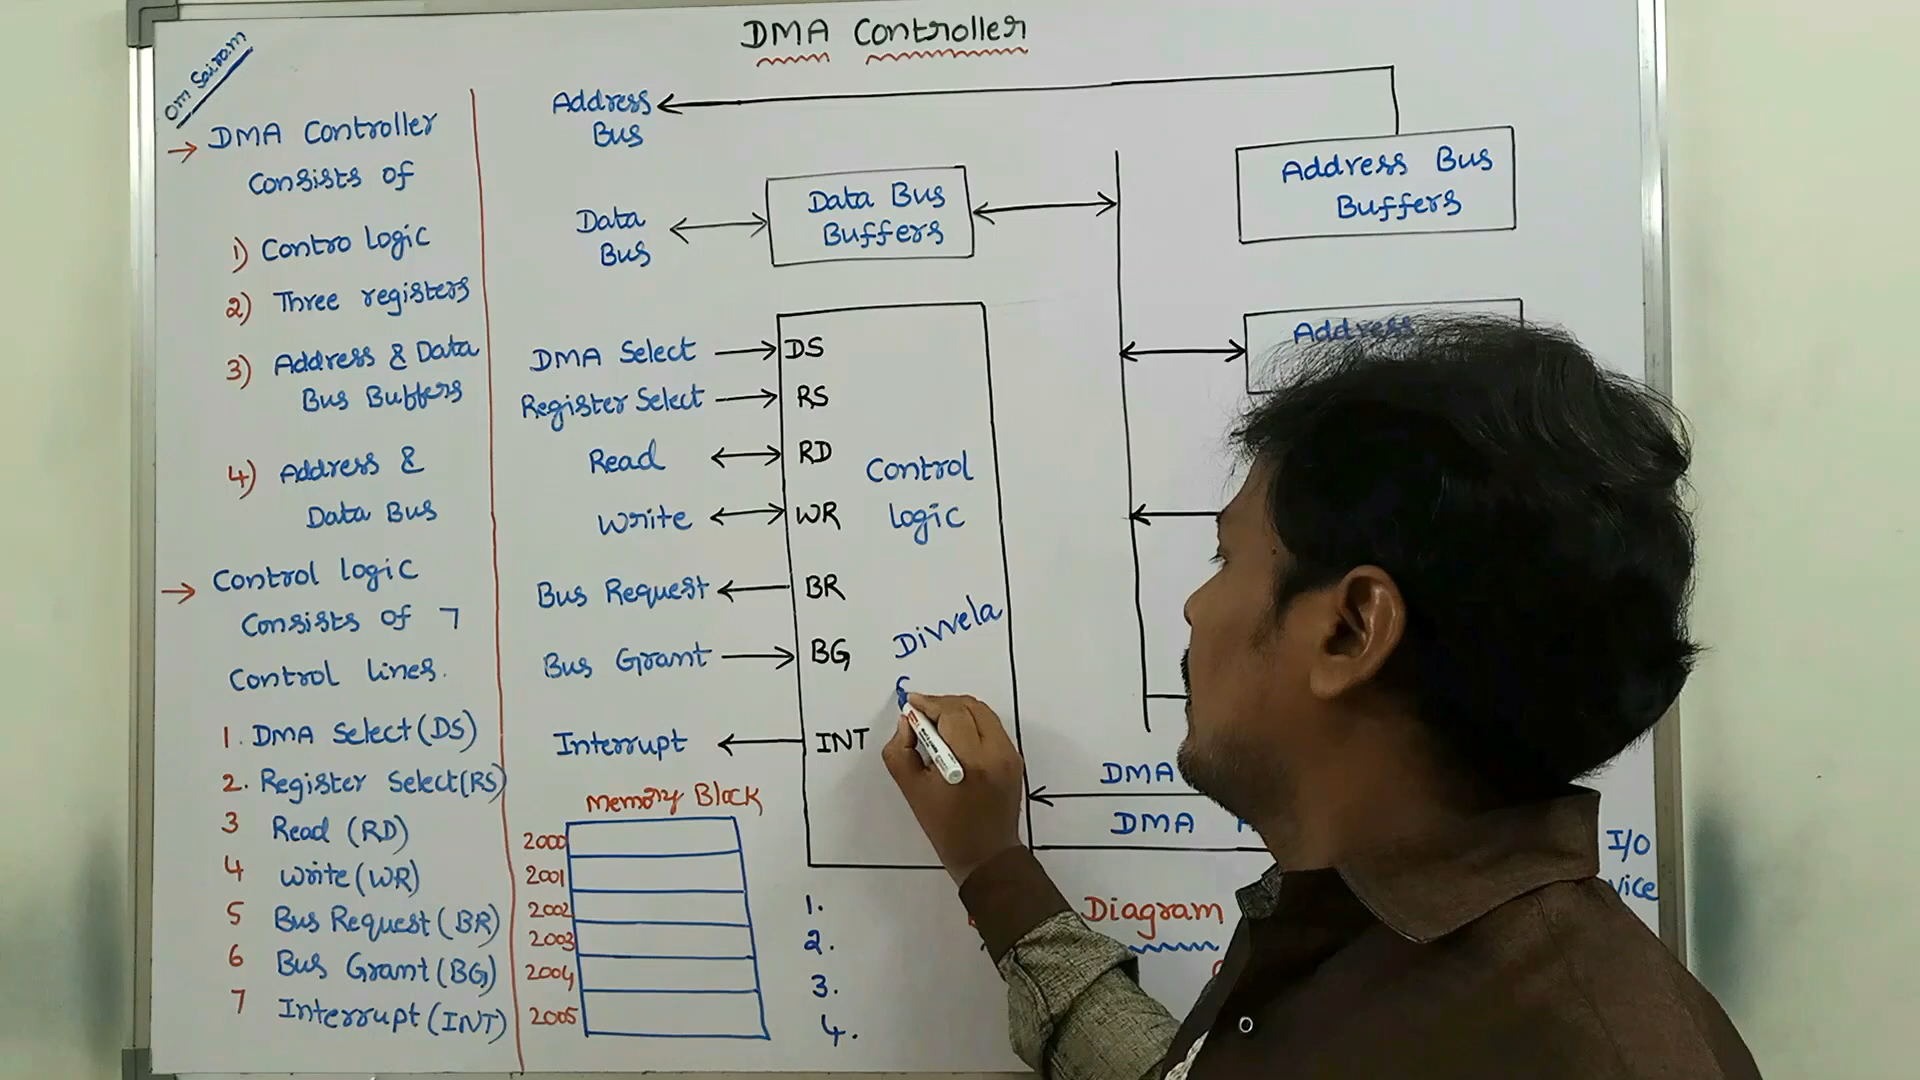 DMA Controller
Om Sairam
→ DMA Controller
Consists of
1) Contro logic
2) Three registers
3) Address & Data
Bus Buffers
4) Address &
Data Bus
→ Control logic
Consists of 7
Control lines.
1. DMA Select (DS)
2. Register Select (RS)
3 Read (RD)
4 Write (WR)
5 Bus Request (BR)
6 Bus Grant (BG)
7 Interrupt (INT)
Address
Bus
Data
Bus
Data Bus
Buffers
Address Bus
Buffers
Address
DMA Select
DS
Register Select
RS
Read
RD
Write
WR
Bus Request
BR
Bus Grant
BG
Interrupt
INT
Control
logic
Divvela
Memory Block
2000
2001
2002
2003
2004
2005
1.
2.
3.
4.
DMA
DMA
I/O
Diagram